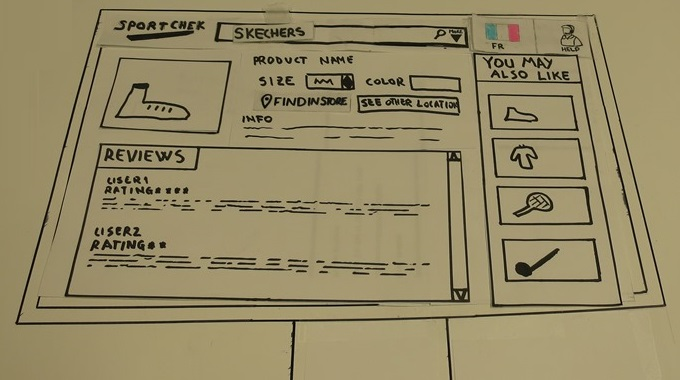 SPORTCHEK
SKECHERS
MORE
FR
HELP
PRODUCT NAME
SIZE COLOR
FIND IN STORE SEE OTHER LOCATION
INFO
YOU MAY
ALSO LIKE
REVIEWS
USER1
RATING****
USER2
RATING**